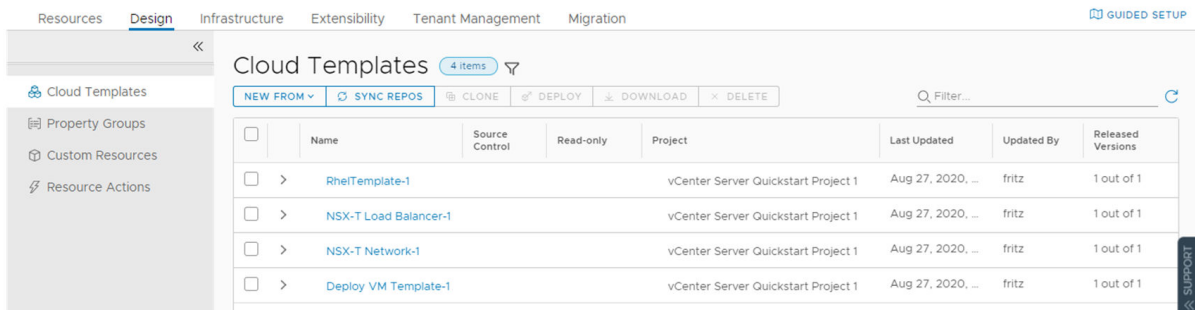 Resources Design Infrastructure Extensibility Tenant Management Migration GUIDED SETUP
Cloud Templates 4 items
Cloud Templates
Property Groups
Custom Resources
Resource Actions
NEW FROM SYNC REPOS CLONE DEPLOY DOWNLOAD DELETE Filter...
Name Source Control Read-only Project Last Updated Updated By Released Versions
RhelTemplate-1 vCenter Server Quickstart Project 1 Aug 27, 2020, ... fritz 1 out of 1
NSX-T Load Balancer-1 vCenter Server Quickstart Project 1 Aug 27, 2020, ... fritz 1 out of 1
NSX-T Network-1 vCenter Server Quickstart Project 1 Aug 27, 2020, ... fritz 1 out of 1
Deploy VM Template-1 vCenter Server Quickstart Project 1 Aug 27, 2020, ... fritz 1 out of 1
SUPPORT